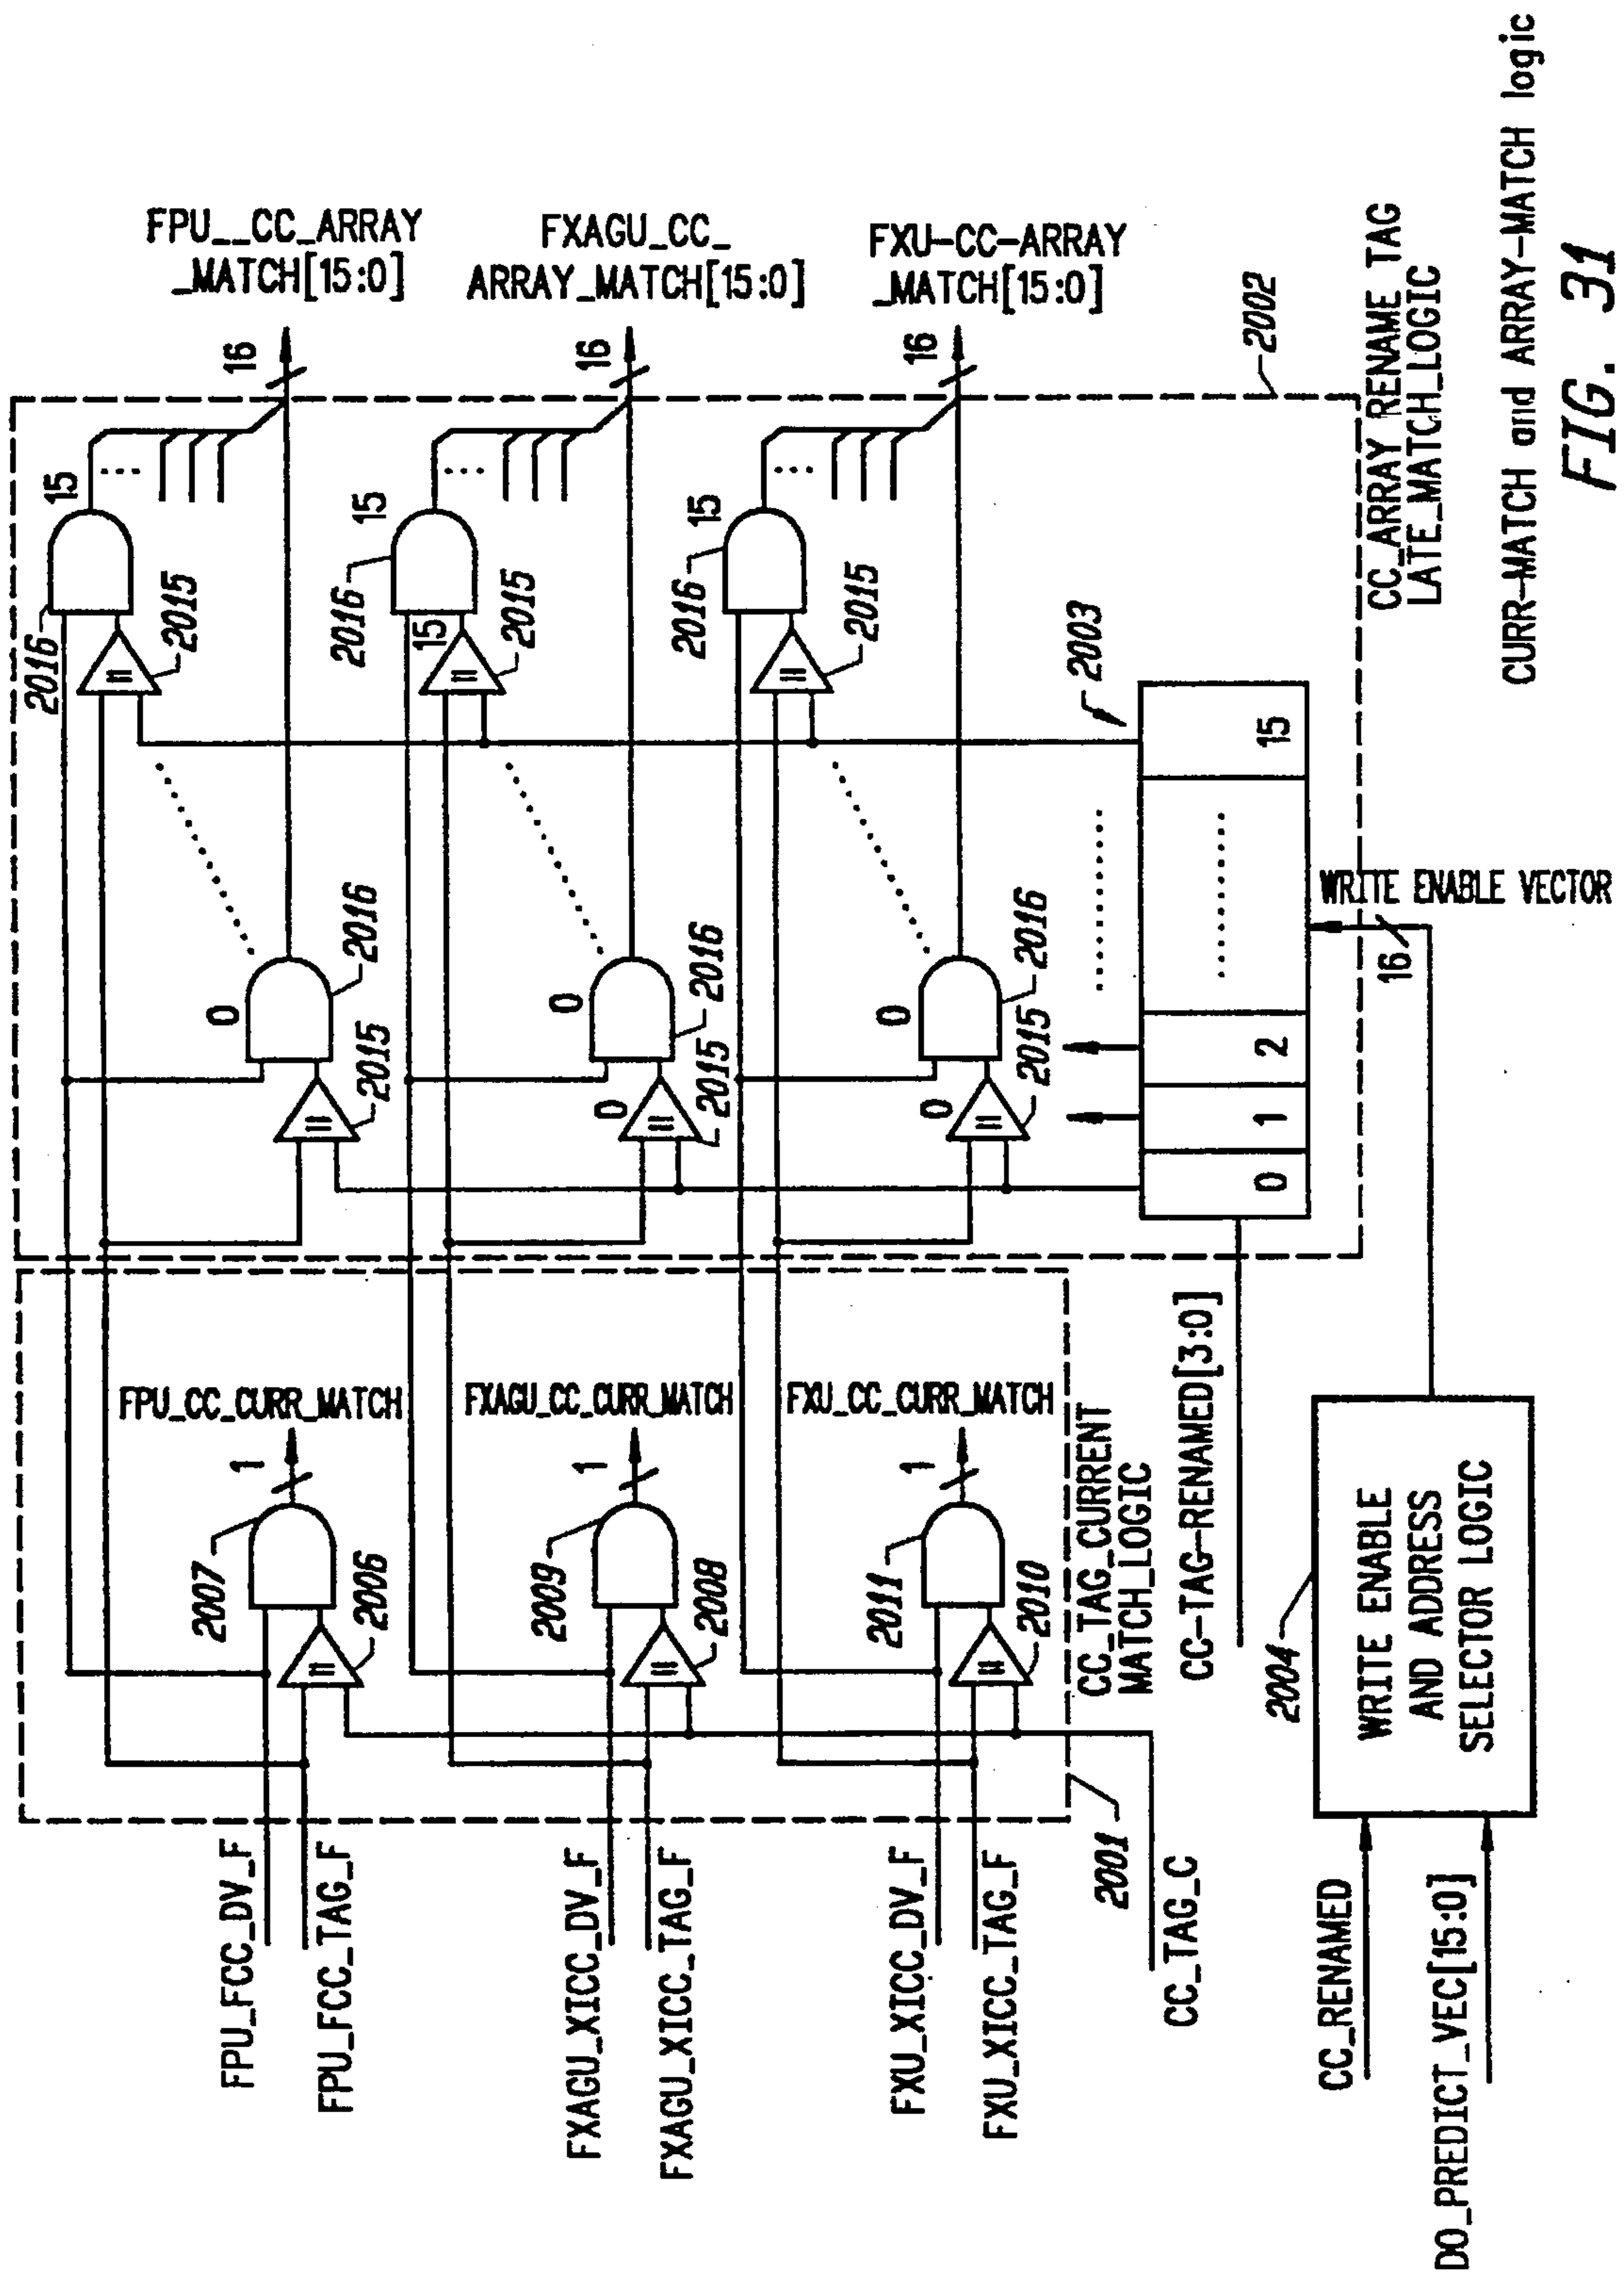 FPU_FCC_DV_F
FPU_FCC_TAG_F
FXAGU_XICC_DV_F
FXAGU_XICC_TAG_F
FXU_XICC_DV_F
FXU_XICC_TAG_F
2001
CC_TAG_C
CC_RENAMED
DO_PREDICT_VEC[15:0]
2007
2006
1
FPU_CC_CURR_MATCH
2009
2008
1
FXAGU_CC_CURR_MATCH
2011
2010
1
FXU_CC_CURR_MATCH
CC_TAG_CURRENT
MATCH_LOGIC
CC-TAG-RENAMED[3:0]
2004
WRITE ENABLE
AND ADDRESS
SELECTOR LOGIC
=
=
=
0
2016
=
2015
0
2016
0
=
2015
0
2016
0
=
2015
0
1
2
15
2003
16
WRITE ENABLE VECTOR
2016
15
=
2015
2016
15
15
=
2015
2016
15
=
2015
16
FPU__CC_ARRAY
_MATCH[15:0]
16
FXAGU_CC_
ARRAY_MATCH[15:0]
16
FXU-CC-ARRAY
_MATCH[15:0]
2002
CC_ARRAY RENAME TAG
LATE_MATCH_LOGIC
CURR-MATCH and ARRAY-MATCH logic
FIG. 31